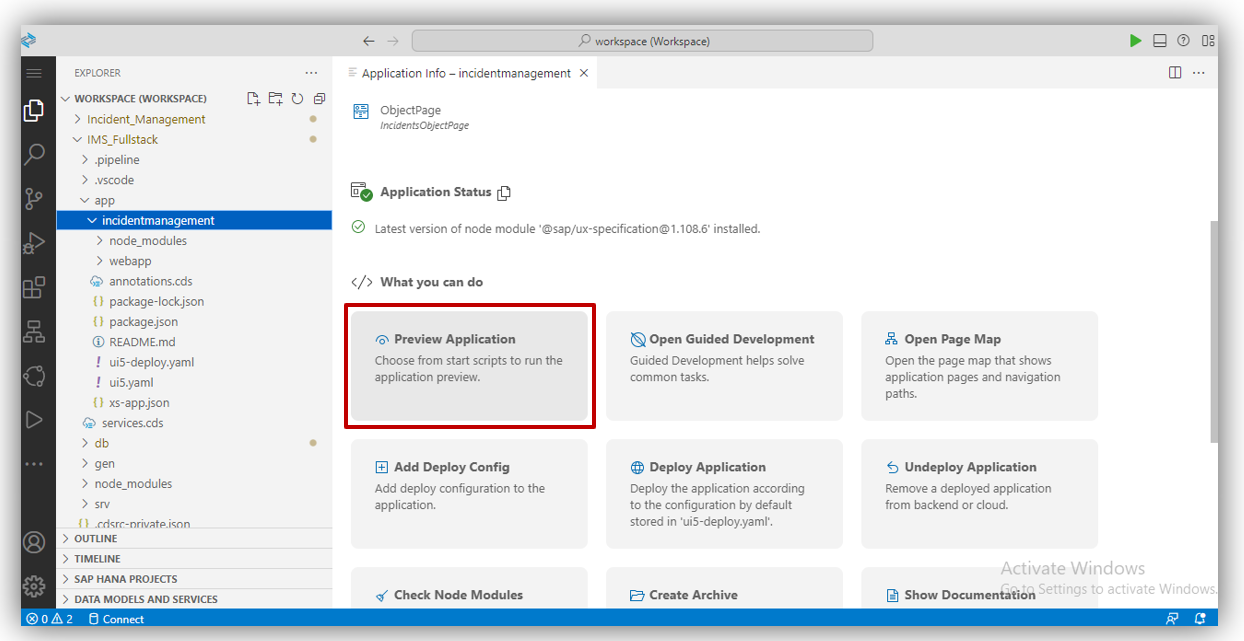 workspace (Workspace)
EXPLORER
WORKSPACE (WORKSPACE)
Incident_Management
IMS_Fullstack
.pipeline
.vscode
app
incidentmanagement
node_modules
webapp
annotations.cds
package-lock.json
package.json
README.md
ui5-deploy.yaml
ui5.yaml
xs-app.json
services.cds
db
gen
node_modules
srv
.cdsrc-private.json
OUTLINE
TIMELINE
SAP HANA PROJECTS
DATA MODELS AND SERVICES
Application Info – incidentmanagement
ObjectPage
IncidentsObjectPage
Application Status
Latest version of node module '@sap/ux-specification@1.108.6' installed.
What you can do
Preview Application
Choose from start scripts to run the
application preview.
Open Guided Development
Guided Development helps solve
common tasks.
Open Page Map
Open the page map that shows
application pages and navigation
paths.
Add Deploy Config
Add deploy configuration to the
application.
Deploy Application
Deploy the application according
to the configuration by default
stored in 'ui5-deploy.yaml'.
Undeploy Application
Remove a deployed application
from backend or cloud.
Check Node Modules
Create Archive
Show Documentation
Activate Windows
Go to Settings to activate Windows.
0 2 Connect